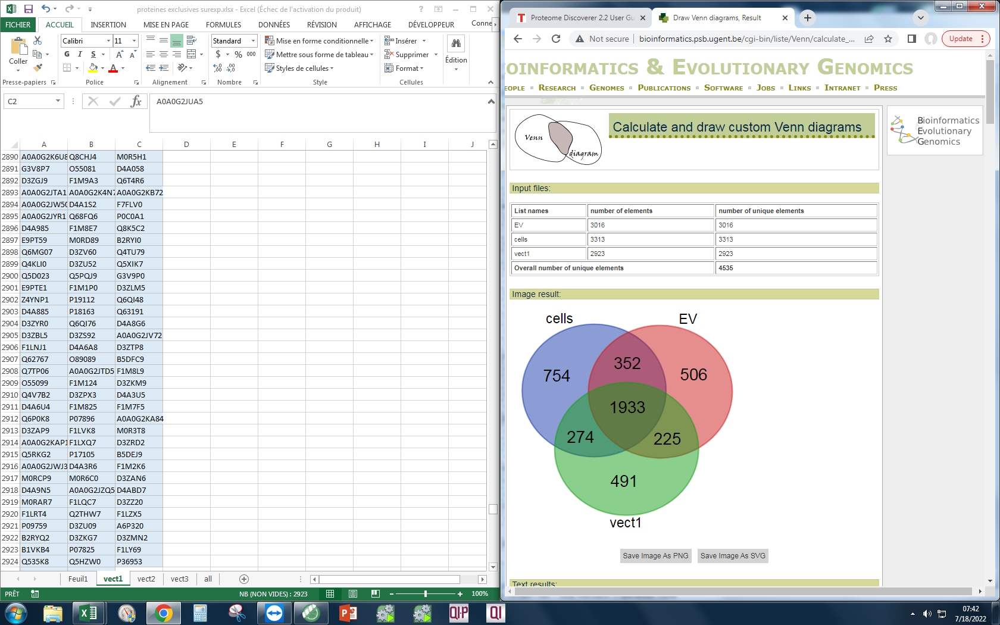 proteines exclusives surexp.xlsx - Excel (Échec de l'activation du produit)
FICHIER ACCUEIL INSERTION MISE EN PAGE FORMULES DONNÉES RÉVISION AFFICHAGE DÉVELOPPEUR Conne
Coller
Calibri 11
G I S
Standard
$ % 000
Mise en forme conditionnelle
Mettre sous forme de tableau
Styles de cellules
Insérer
Supprimer
Format
Édition
Presse-papiers Police Alignement Nombre Style Cellules
C2 fx A0A0G2JUA5
A B C D E F G H I J
2890 A0A0G2K6U8 Q8CHJ4 M0R5H1
2891 G3V8P7 O55081 D4A058
2892 D3ZGJ9 F1M9A3 Q6T4R6
2893 A0A0G2JTA1 A0A0G2K4N7 A0A0G2KB72
2894 A0A0G2JW50 D4A1S2 F7FLV0
2895 A0A0G2JYR1 Q68FQ6 P0C0A1
2896 D4A985 F1M8E7 Q8K5C2
2897 E9PT59 M0RD89 B2RYI0
2898 Q6MG07 D3ZV60 Q4TU79
2899 Q4KLI0 D3ZU52 Q5XIK7
2900 Q5D023 Q5PQJ9 G3V9P0
2901 E9PTE1 F1M1P0 D3ZLM5
2902 Z4YNP1 P19112 Q6QI48
2903 D4A885 P18163 Q63191
2904 D3ZYR0 Q6QI76 D4A8G6
2905 D3ZBL5 D3ZS92 A0A0G2JV72
2906 F1LNJ1 D4A6A8 D3ZTP8
2907 Q62767 O89089 B5DFC9
2908 Q7TP06 A0A0G2JTD5 F1M8L9
2909 O55099 F1M124 D3ZKM9
2910 Q4V7B2 D3ZPX3 D4A3U5
2911 D4A6U4 F1M825 F1M7F5
2912 Q6P0K8 P07896 A0A0G2KA84
2913 D3ZAP9 F1LVK8 M0R3T8
2914 A0A0G2KAP1 F1LXQ7 D3ZRD2
2915 Q5RKG2 P17105 B5DEJ9
2916 A0A0G2JWJ3 D4A3R6 F1M2K6
2917 M0RCP9 M0R6C0 D3ZAN6
2918 D4A9N5 A0A0G2JZQ5 D4ABD7
2919 M0RAR7 F1LQC7 D3ZZ20
2920 F1LRT4 Q2THW7 F1LZX5
2921 P09759 D3ZU09 A6P320
2922 B2RYQ2 D3ZKG7 D3ZMN2
2923 B1VKB4 P07825 F1LY69
2924 Q535K8 Q5HZW0 P36953
Feuil1 vect1 vect2 vect3 all
PRÊT NB (NON VIDES) : 2923 100%
Proteome Discoverer 2.2 User Gu
Draw Venn diagrams, Result
Not secure | bioinformatics.psb.ugent.be/cgi-bin/liste/Venn/calculate_... Update
OINFORMATICS & EVOLUTIONARY GENOMICS
EOPLE RESEARCH GENOMES PUBLICATIONS SOFTWARE JOBS LINKS INTRANET PRESS
Venn
diagram
Calculate and draw custom Venn diagrams
Bioinformatics
Evolutionary
Genomics
Input files:
List names number of elements number of unique elements
EV 3016 3016
cells 3313 3313
vect1 2923 2923
Overall number of unique elements 4535
Image result:
cells EV
352
754 506
1933
274 225
491
vect1
Save Image As PNG Save Image As SVG
Text results:
QI-P QI
07:42
7/18/2022